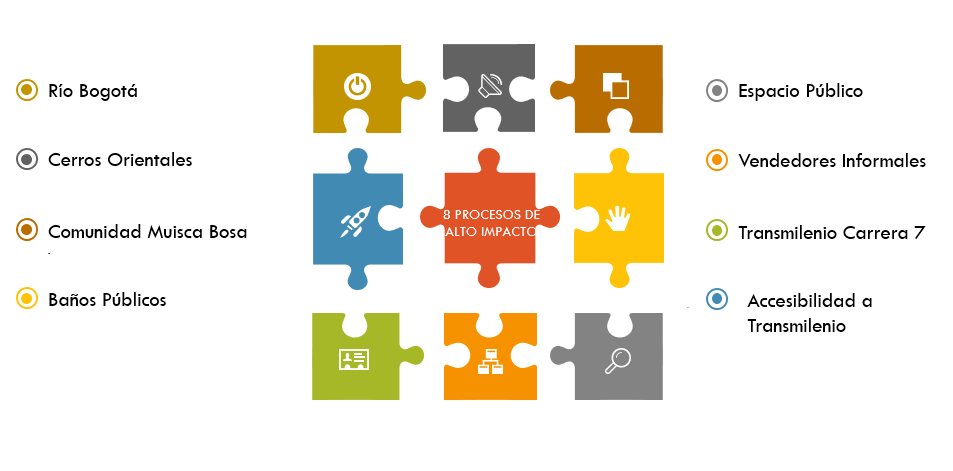 Río Bogotá
Cerros Orientales
Comunidad Muisca Bosa
Baños Públicos
8 PROCESOS DE
ALTO IMPACTO
Espacio Público
Vendedores Informales
Transmilenio Carrera 7
Accesibilidad a
Transmilenio